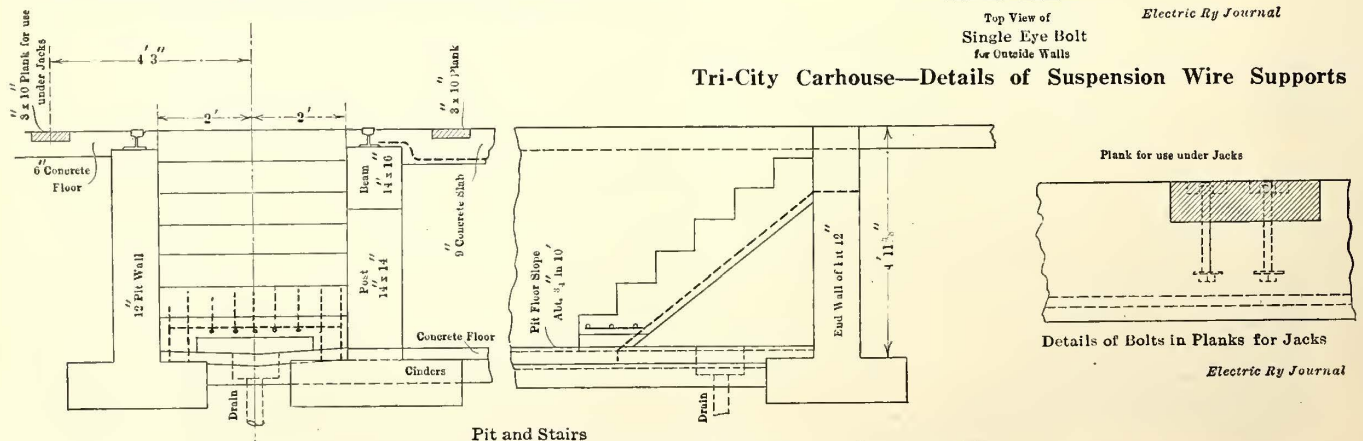 Top View of
Single Eye Bolt
for Outside Walls
Electric Ry Journal
Tri-City Carhouse—Details of Suspension Wire Supports
3" x 10" Plank for use
under Jacks
4' 3"
2'
2'
3" x 10" Plank
6" Concrete
Floor
Beam
14" x 16"
9" Concrete Slab
12" Pit Wall
Post
14" x 14"
Concrete Floor
Cinders
Drain
Pit Floor Slope
Abt. 3/4" in 10'
End Wall of Pit 12"
4' 11 3/8"
Drain
Pit and Stairs
Plank for use under Jacks
Details of Bolts in Planks for Jacks
Electric Ry Journal